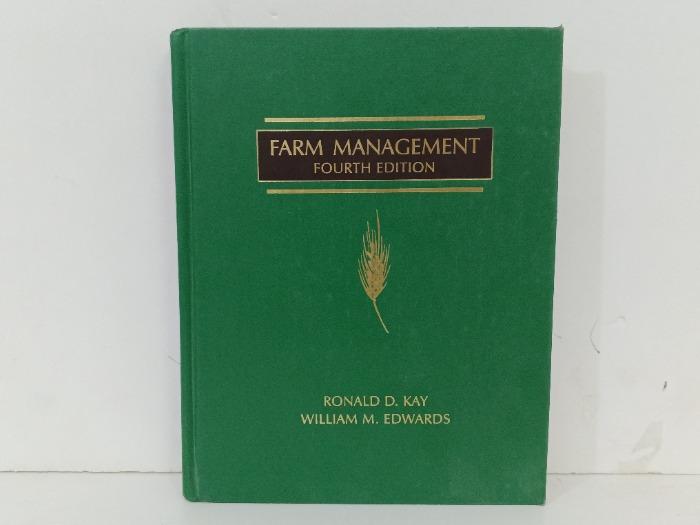 FARM MANAGEMENT
FOURTH EDITION
RONALD D. KAY
WILLIAM M. EDWARDS